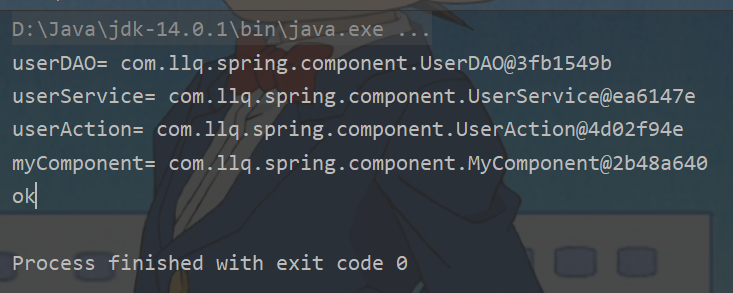 D:\Java\jdk-14.0.1\bin\java.exe ...
userDAO= com.llq.spring.component.UserDAO@3fb1549b
userService= com.llq.spring.component.UserService@ea6147e
userAction= com.llq.spring.component.UserAction@4d02f94e
myComponent= com.llq.spring.component.MyComponent@2b48a640
ok
Process finished with exit code 0